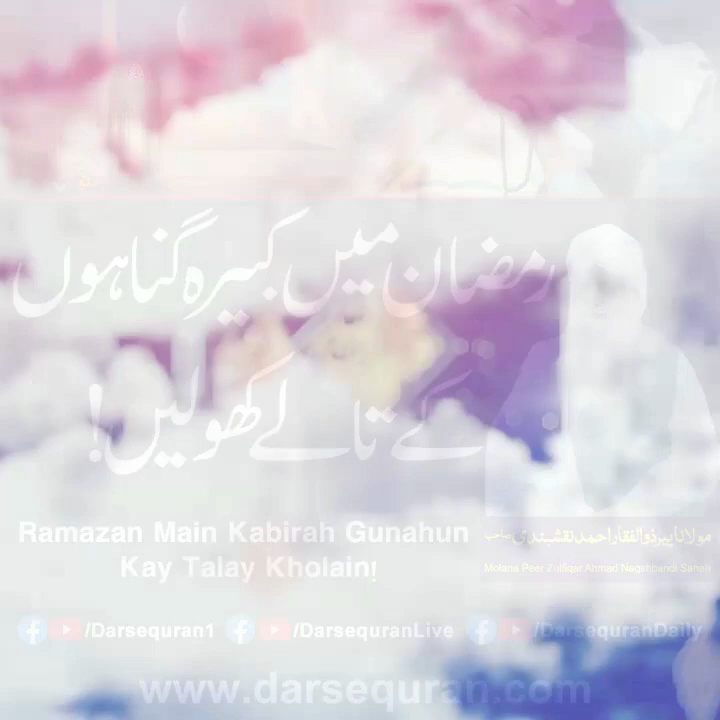 رمضان میں کبیرہ گناہوں
کے تالے کھولیں!
Ramazan Main Kabirah Gunahun
Kay Talay Kholain!
مولانا پیر ذوالفقار احمد نقشبندی صاحب
Molana Peer Zulfiqar Ahmad Naqshbandi Sahab
/Darsequran1 /DarsequranLive /DarsequranDaily
www.darsequran.com